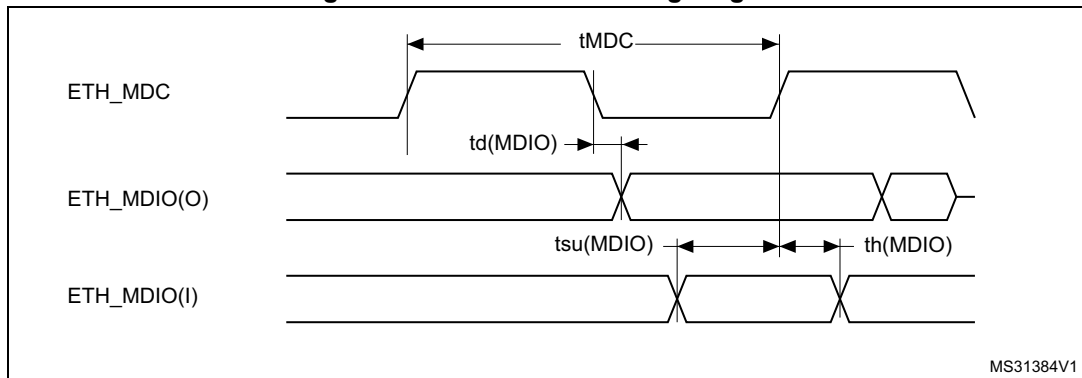 tMDC
ETH_MDC
td(MDIO)
ETH_MDIO(O)
tsu(MDIO)
th(MDIO)
ETH_MDIO(I)
MS31384V1